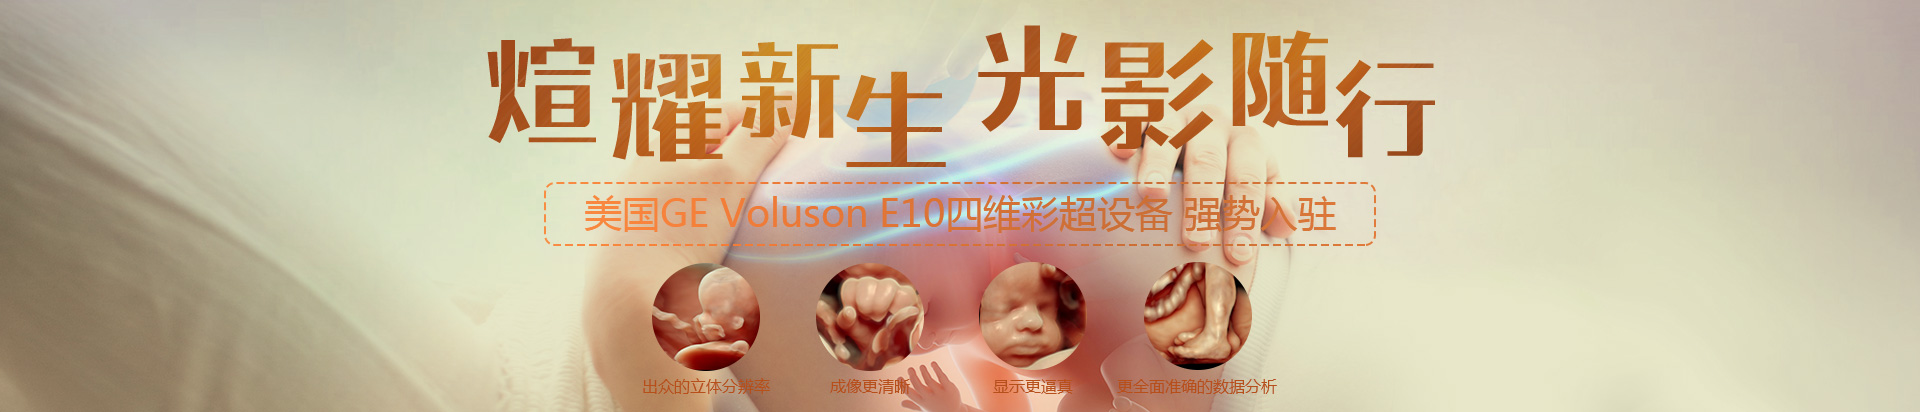 煊耀新生 光影随行
美国GE Voluson E10四维彩超设备 强势入驻
出众的立体分辨率 成像更清晰 显示更逼真 更全面准确的数据分析